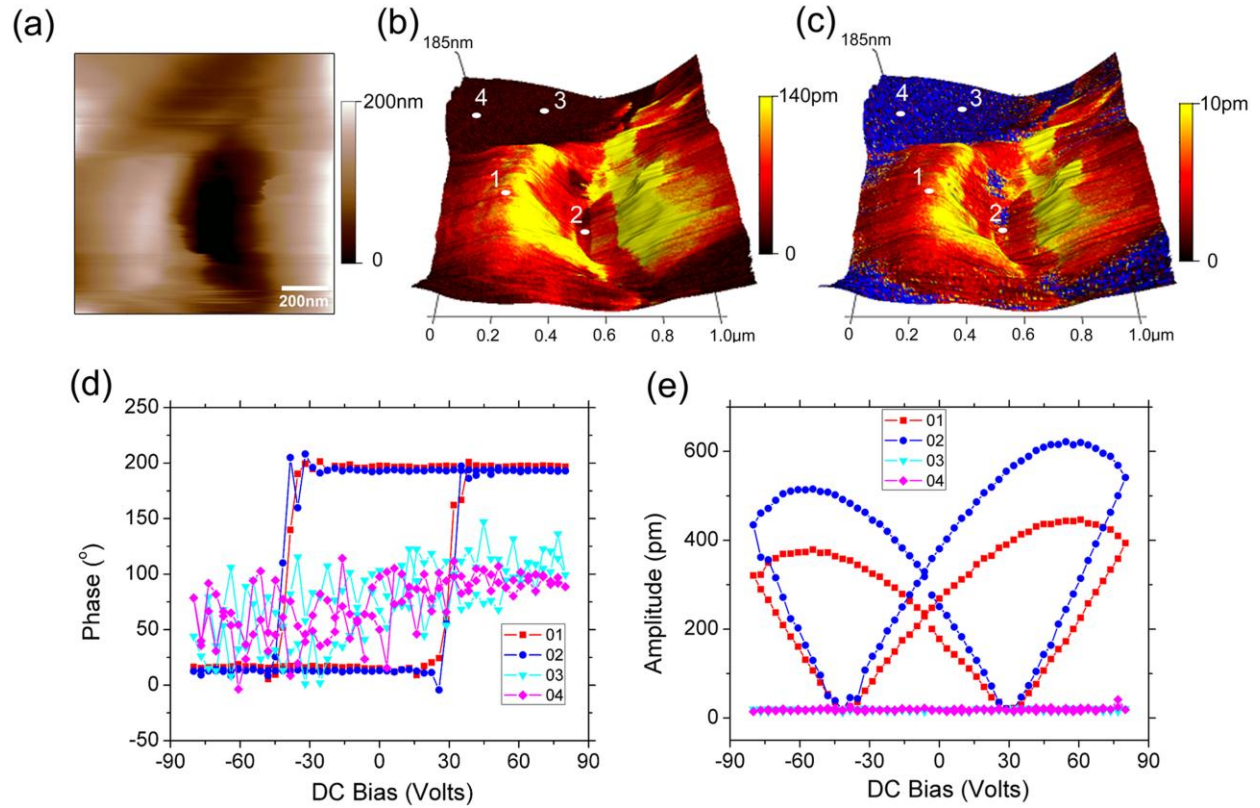 (a)
200nm
0
200nm
(b)
185nm
4
3
1
2
140pm
0
0 0.2 0.4 0.6 0.8 1.0µm
(c)
185nm
4
3
1
2
10pm
0
0 0.2 0.4 0.6 0.8 1.0µm
(d)
250
200
150
100
50
0
-50
Phase (°)
01
02
03
04
-90 -60 -30 0 30 60 90
DC Bias (Volts)
(e)
600
400
200
0
Amplitude (pm)
01
02
03
04
-90 -60 -30 0 30 60 90
DC Bias (Volts)